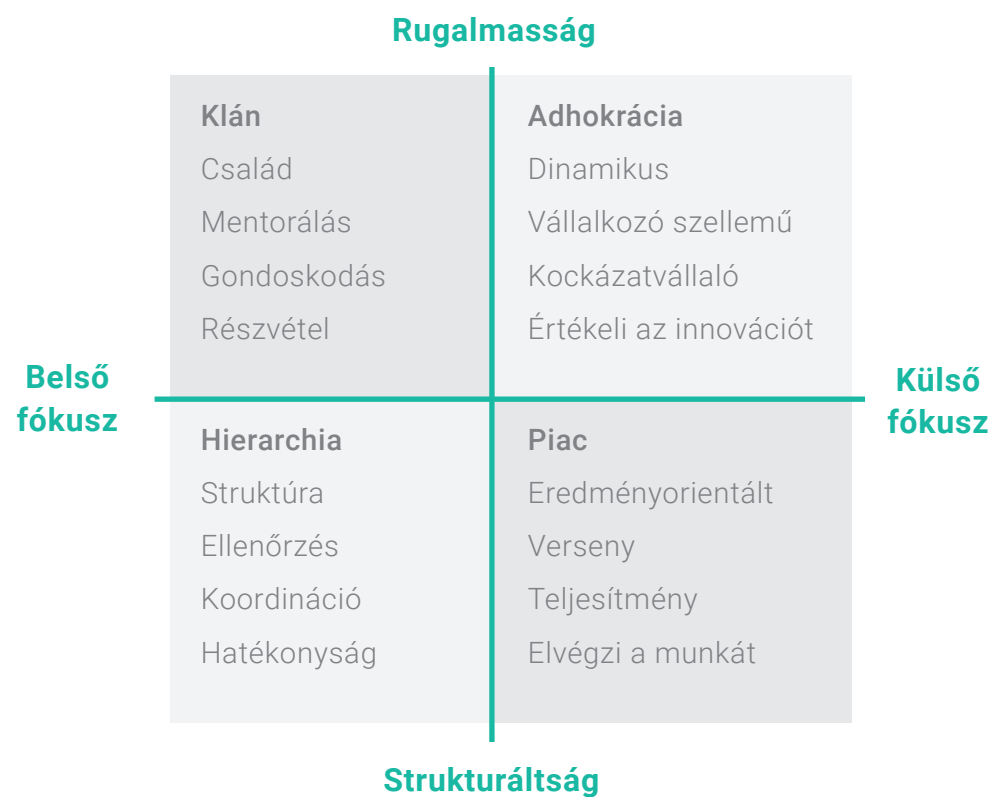 Rugalmasság
Klán
Család
Mentorálás
Gondoskodás
Részvétel
Adhokrácia
Dinamikus
Vállalkozó szellemű
Kockázatvállaló
Értékeli az innovációt
Belső
fókusz
Külső
fókusz
Hierarchia
Struktúra
Ellenőrzés
Koordináció
Hatékonyság
Piac
Eredményorientált
Verseny
Teljesítmény
Elvégzi a munkát
Strukturáltság